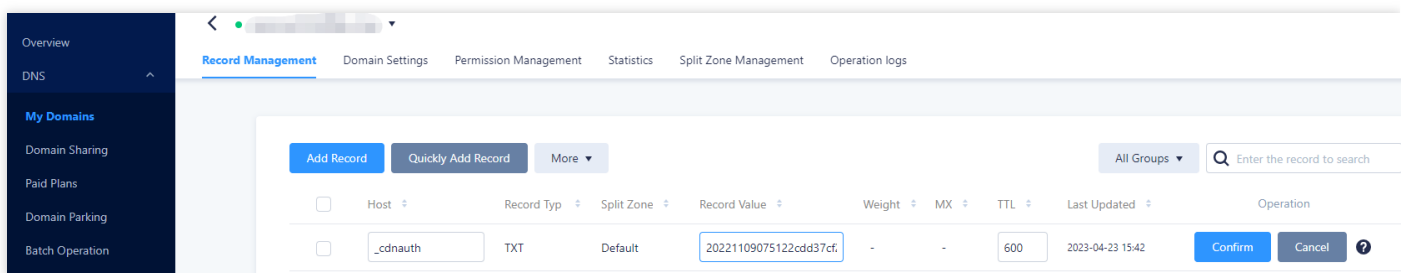 Overview
DNS
My Domains
Domain Sharing
Paid Plans
Domain Parking
Batch Operation
Record Management Domain Settings Permission Management Statistics Split Zone Management Operation logs
Add Record Quickly Add Record More All Groups Enter the record to search
Host Record Typ Split Zone Record Value Weight MX TTL Last Updated Operation
_cdnauth TXT Default 20221109075122cdd37cf. - - 600 2023-04-23 15:42 Confirm Cancel ?